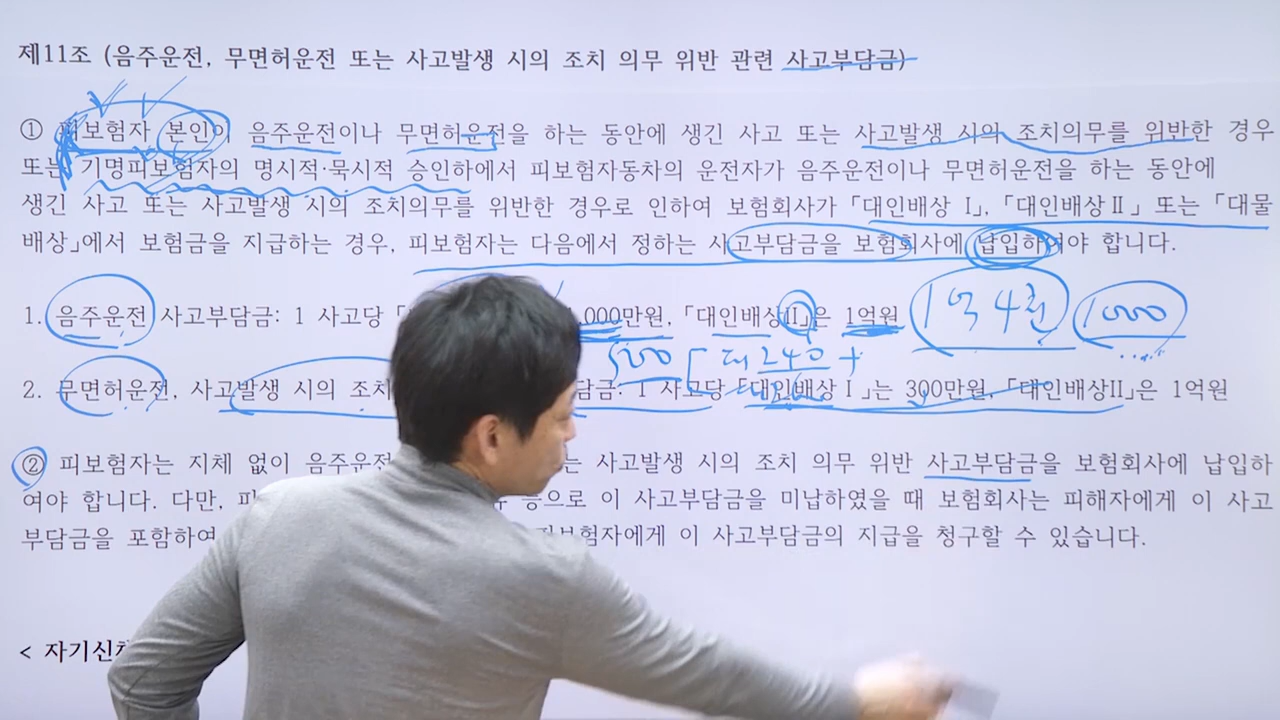 제11조 (음주운전, 무면허운전 또는 사고발생 시의 조치 의무 위반 관련 사고부담금)
① 피보험자 본인이 음주운전이나 무면허운전을 하는 동안에 생긴 사고 또는 사고발생 시의 조치의무를 위반한 경우
또는 기명피보험자의 명시적·묵시적 승인하에서 피보험자동차의 운전자가 음주운전이나 무면허운전을 하는 동안에
생긴 사고 또는 사고발생 시의 조치의무를 위반한 경우로 인하여 보험회사가 「대인배상 I」, 「대인배상Ⅱ」 또는 「대물
배상」에서 보험금을 지급하는 경우, 피보험자는 다음에서 정하는 사고부담금을 보험회사에 납입하여야 합니다.
1. 음주운전 사고부담금: 1 사고당 「 ,000만원, 「대인배상Ⅱ」은 1억원 1억 4천 1000
500 [ 대 240 +
2. 무면허운전, 사고발생 시의 조치 담금: 1 사고당 「대인배상 I」는 300만원, 「대인배상Ⅱ」은 1억원
② 피보험자는 지체 없이 음주운전 는 사고발생 시의 조치 의무 위반 사고부담금을 보험회사에 납입하
여야 합니다. 다만, 피 등으로 이 사고부담금을 미납하였을 때 보험회사는 피해자에게 이 사고
부담금을 포함하여 피보험자에게 이 사고부담금의 지급을 청구할 수 있습니다.
< 자기신체